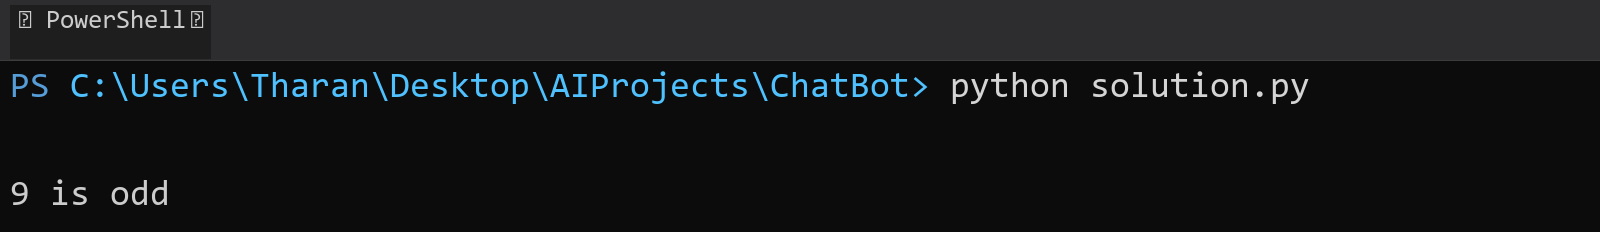 PowerShell
PS C:\Users\Tharan\Desktop\AIProjects\ChatBot> python solution.py
9 is odd